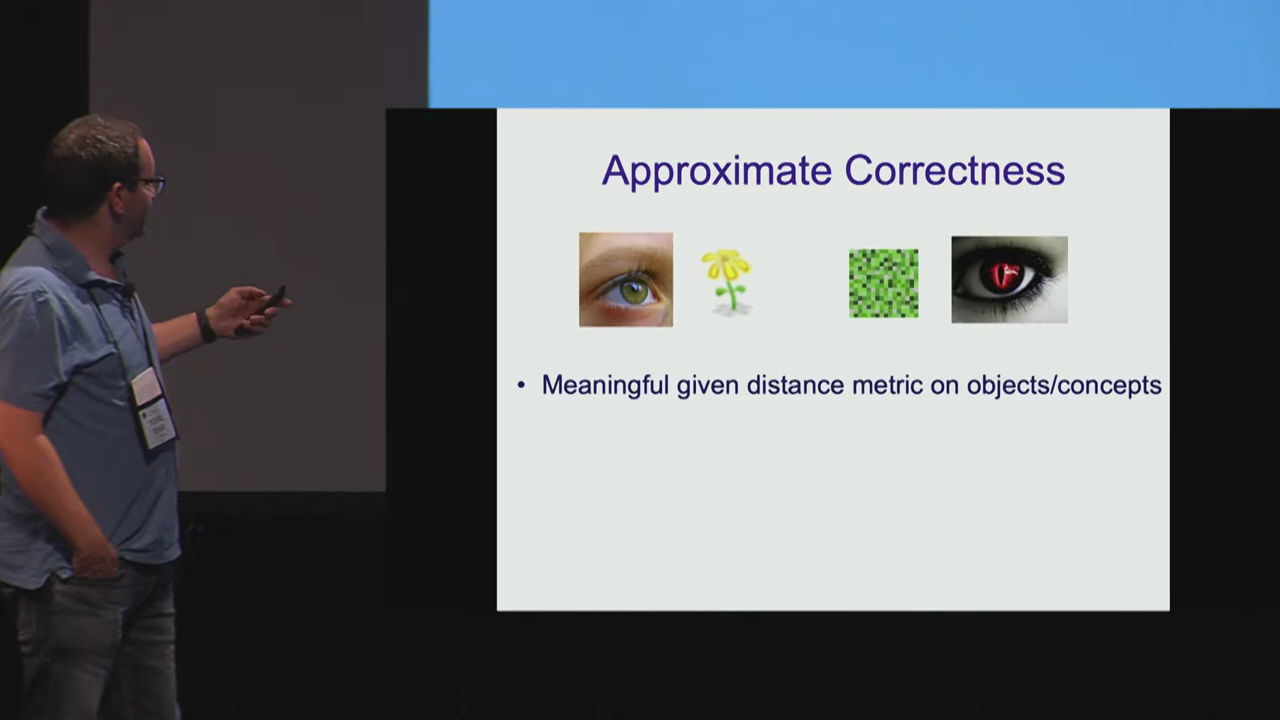 Approximate Correctness
• Meaningful given distance metric on objects/concepts